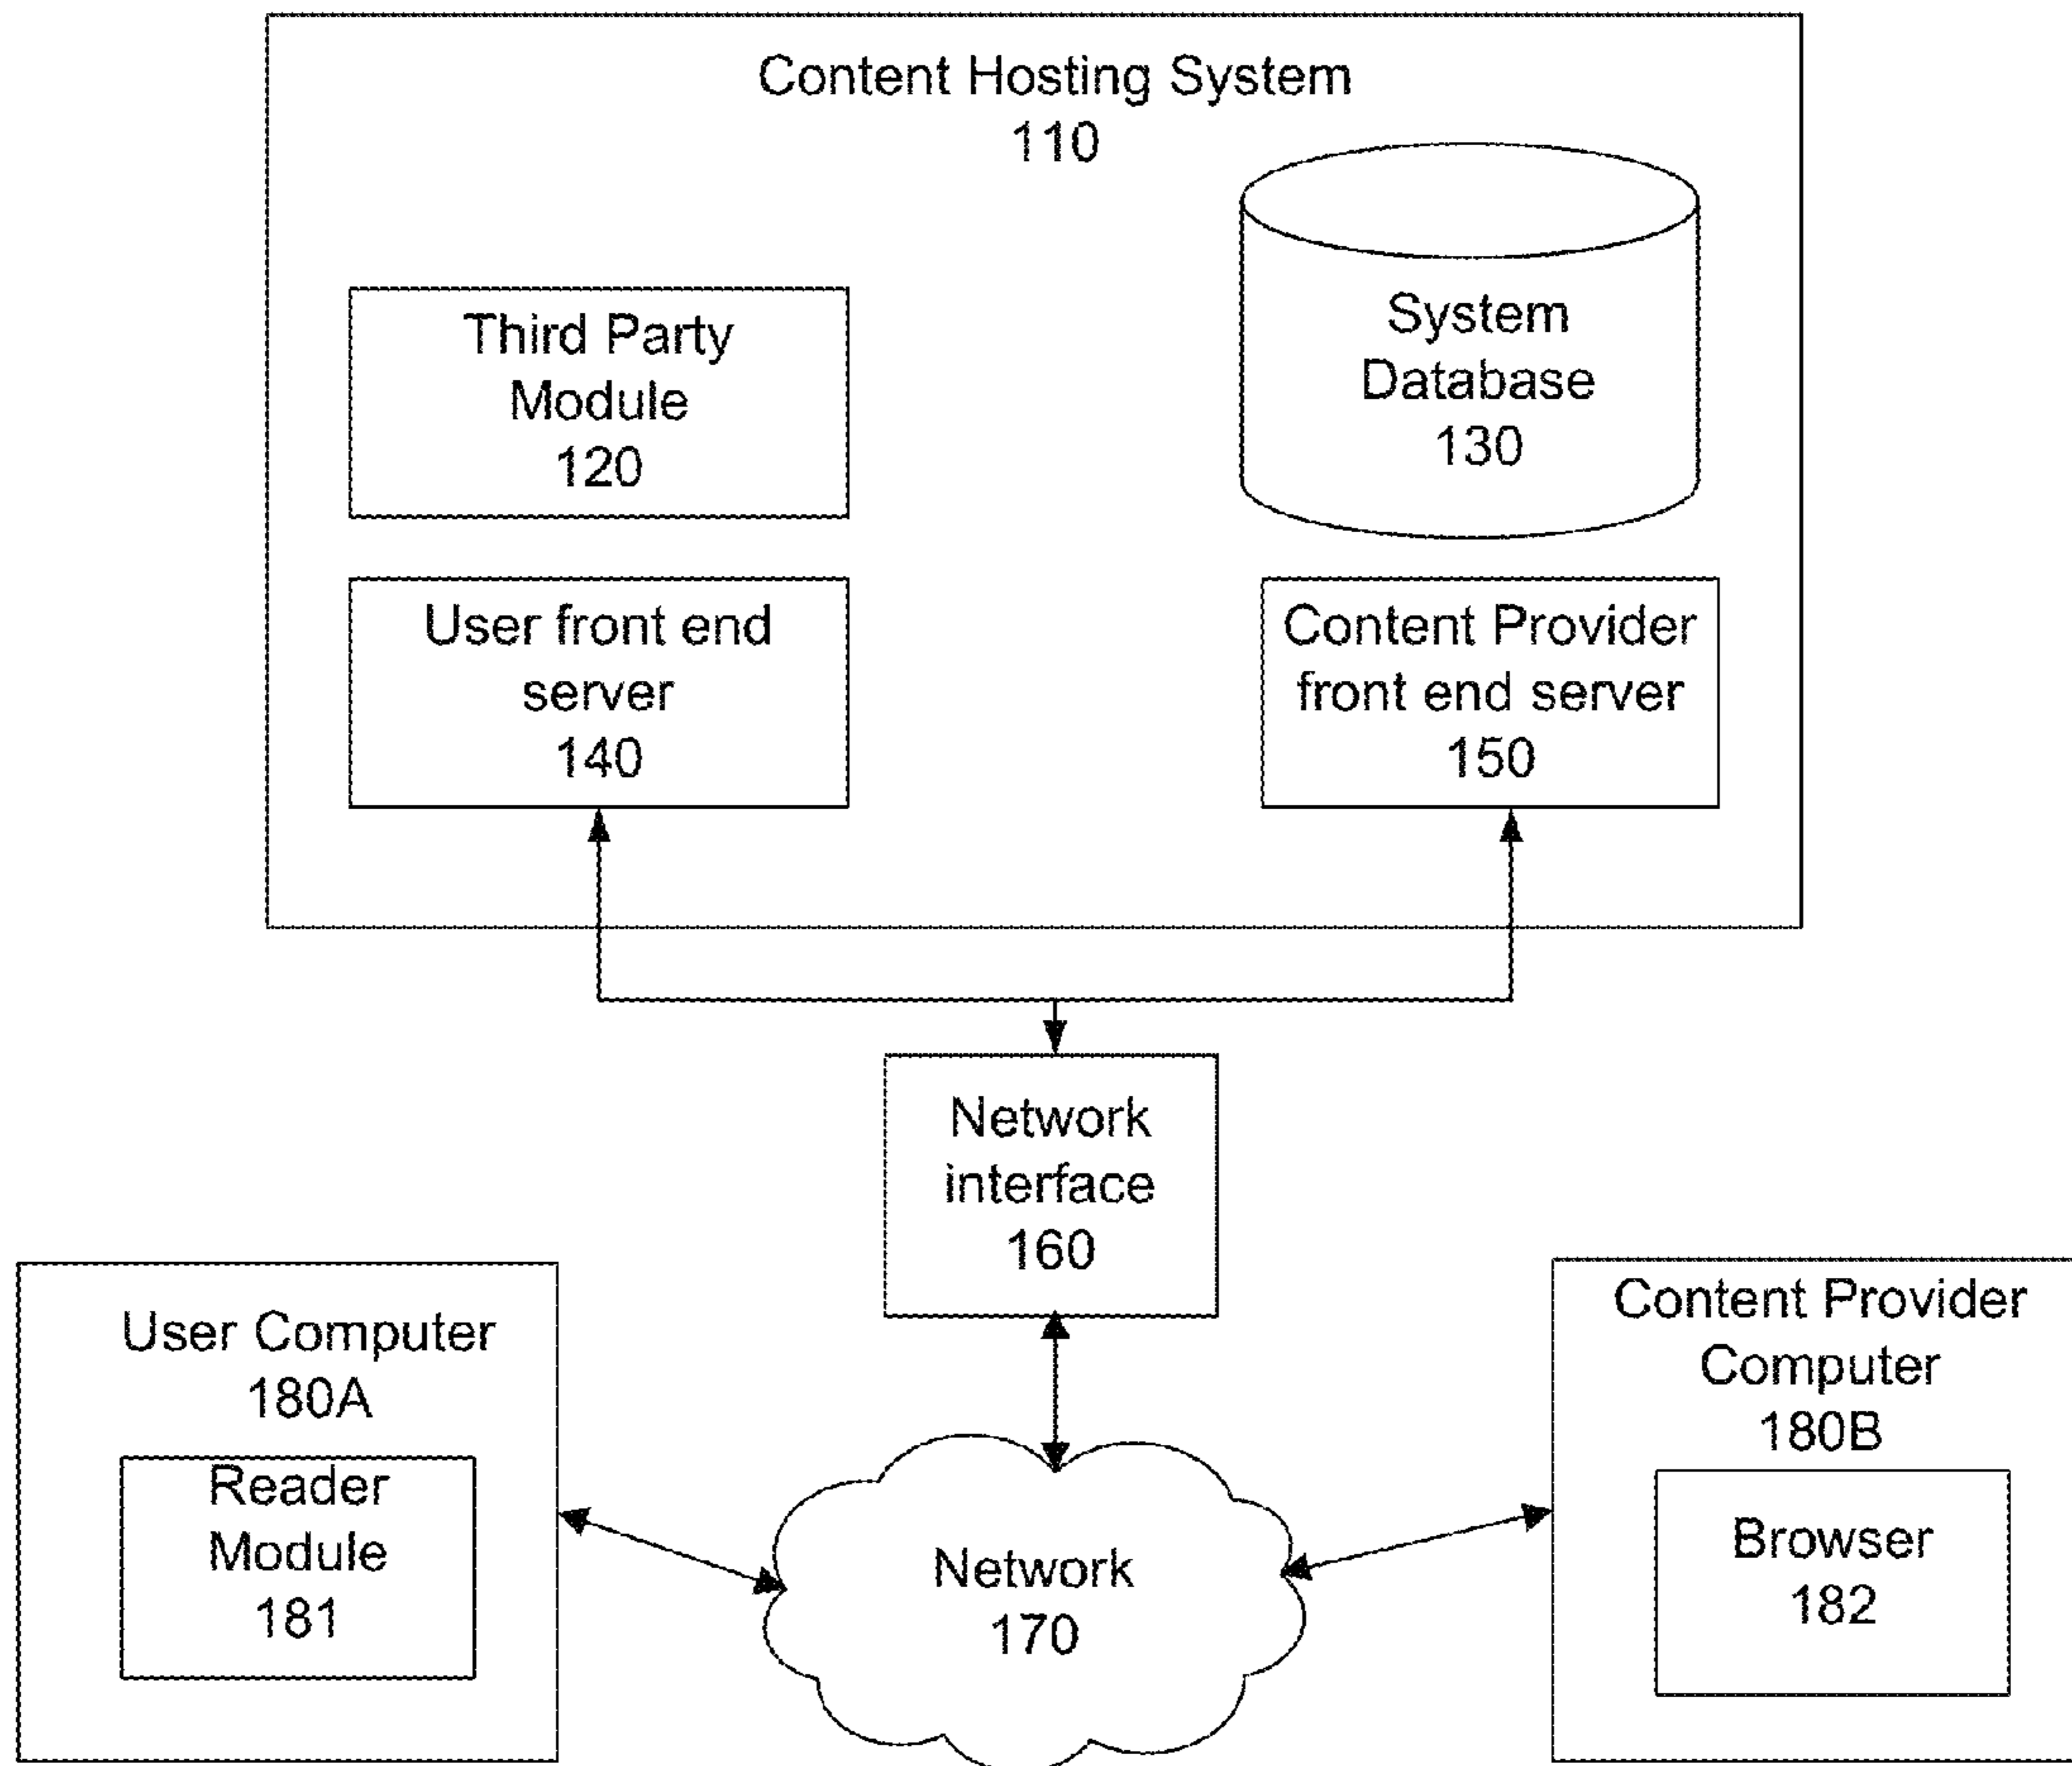 Content Hosting System
110
Third Party
Module
120
System
Database
130
User front end
server
140
Content Provider
front end server
150
Network
interface
160
User Computer
180A
Reader
Module
181
Network
170
Content Provider
Computer
180B
Browser
182